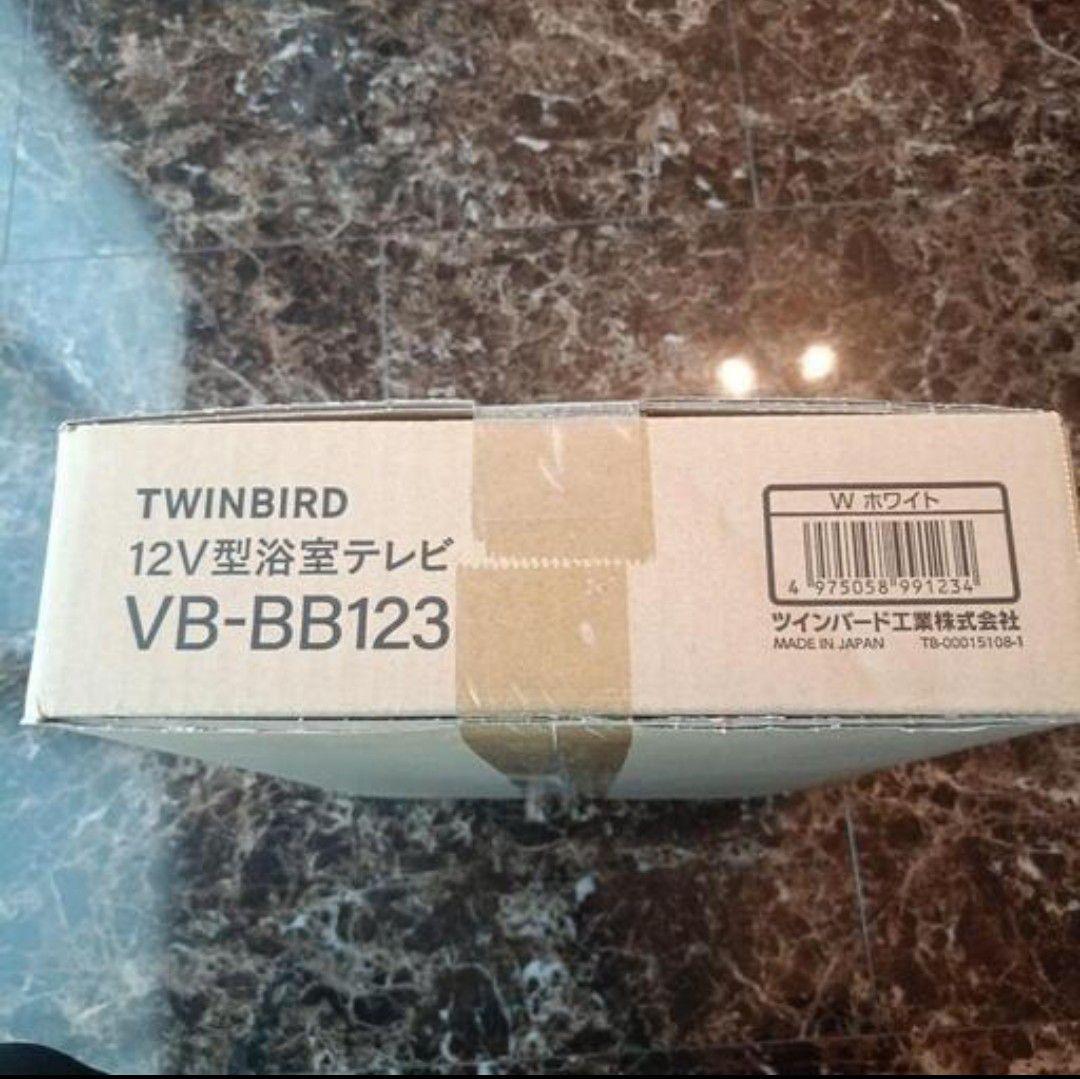 TWINBIRD
12V型浴室テレビ
VB-BB123
W ホワイト
4 975058 991234
ツインバード工業株式会社
MADE IN JAPAN TB-00015108-1